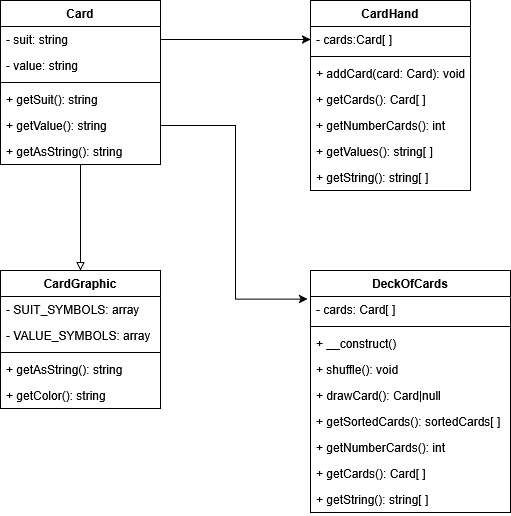 Card
- suit: string
- value: string
+ getSuit(): string
+ getValue(): string
+ getAsString(): string
CardHand
- cards:Card[ ]
+ addCard(card: Card): void
+ getCards(): Card[ ]
+ getNumberCards(): int
+ getValues(): string[ ]
+ getString(): string[ ]
CardGraphic
- SUIT_SYMBOLS: array
- VALUE_SYMBOLS: array
+ getAsString(): string
+ getColor(): string
DeckOfCards
- cards: Card[ ]
+ __construct()
+ shuffle(): void
+ drawCard(): Card|null
+ getSortedCards(): sortedCards[ ]
+ getNumberCards(): int
+ getCards(): Card[ ]
+ getString(): string[ ]